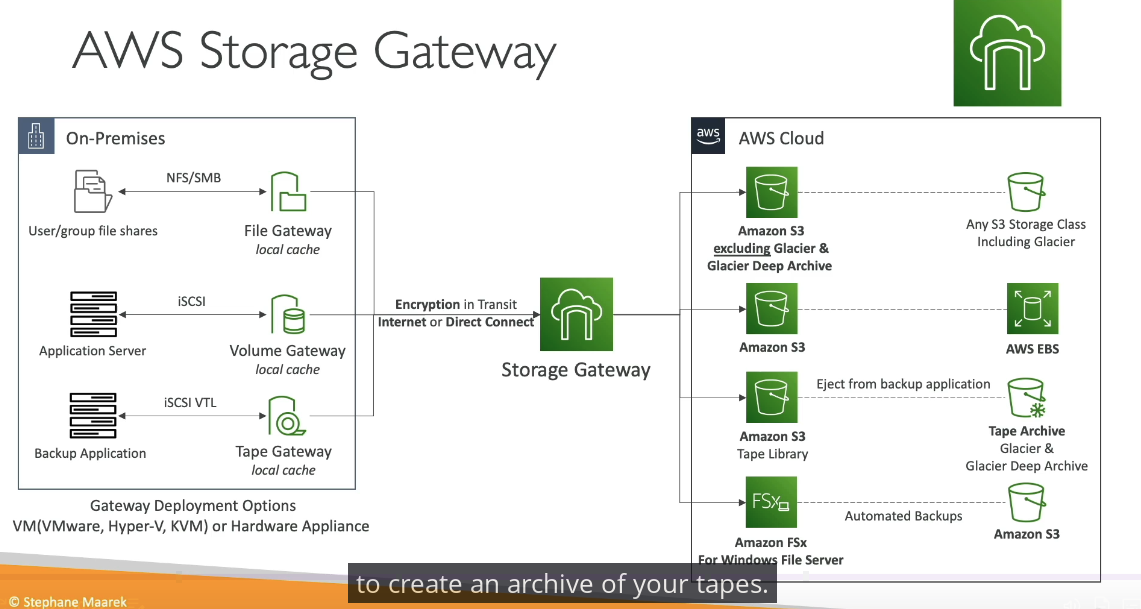 AWS Storage Gateway
On-Premises
NFS/SMB
User/group file shares
File Gateway
local cache
iSCSI
Application Server
Volume Gateway
local cache
iSCSI VTL
Backup Application
Tape Gateway
local cache
Gateway Deployment Options
VM(VMware, Hyper-V, KVM) or Hardware Appliance
Encryption in Transit
Internet or Direct Connect
Storage Gateway
aws
AWS Cloud
Amazon S3
excluding Glacier &
Glacier Deep Archive
Any S3 Storage Class
Including Glacier
Amazon S3
AWS EBS
Amazon S3
Tape Library
Eject from backup application
Tape Archive
Glacier &
Glacier Deep Archive
FSx
Amazon FSx
For Windows File Server
Automated Backups
Amazon S3
to create an archive of your tapes.
© Stephane Maarek